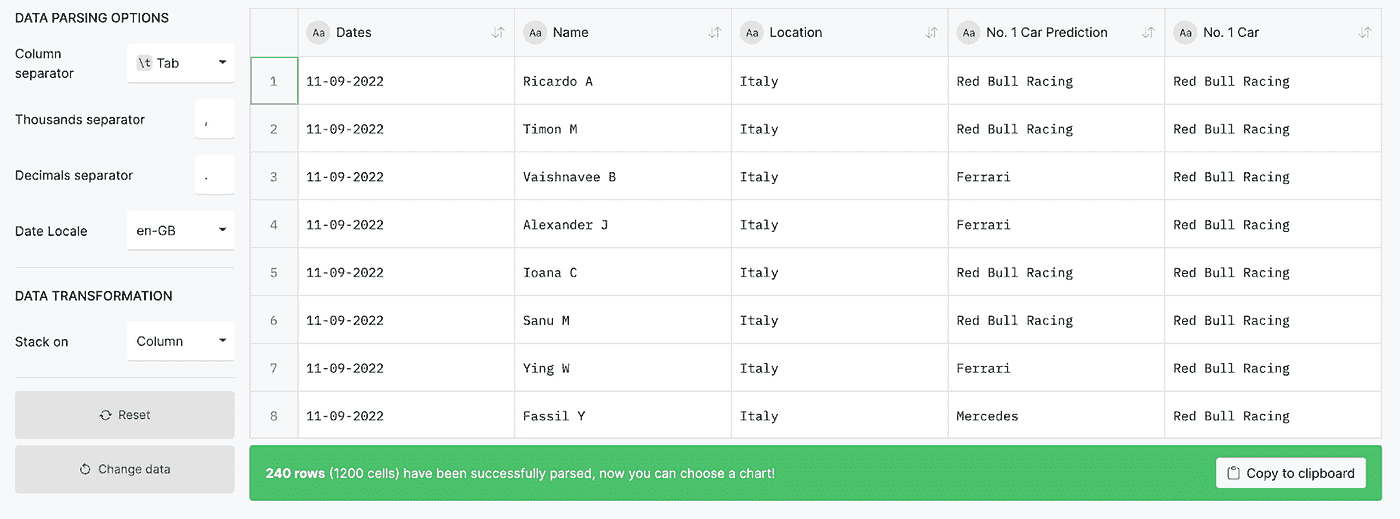 DATA PARSING OPTIONS
Column
separator
\t Tab
Thousands separator
,
Decimals separator
.
Date Locale
en-GB
DATA TRANSFORMATION
Stack on
Column
Reset
Change data
Aa Dates Aa Name Aa Location Aa No. 1 Car Prediction Aa No. 1 Car
1 11-09-2022 Ricardo A Italy Red Bull Racing Red Bull Racing
2 11-09-2022 Timon M Italy Red Bull Racing Red Bull Racing
3 11-09-2022 Vaishnavee B Italy Ferrari Red Bull Racing
4 11-09-2022 Alexander J Italy Ferrari Red Bull Racing
5 11-09-2022 Ioana C Italy Red Bull Racing Red Bull Racing
6 11-09-2022 Sanu M Italy Red Bull Racing Red Bull Racing
7 11-09-2022 Ying W Italy Ferrari Red Bull Racing
8 11-09-2022 Fassil Y Italy Mercedes Red Bull Racing
240 rows (1200 cells) have been successfully parsed, now you can choose a chart!
Copy to clipboard